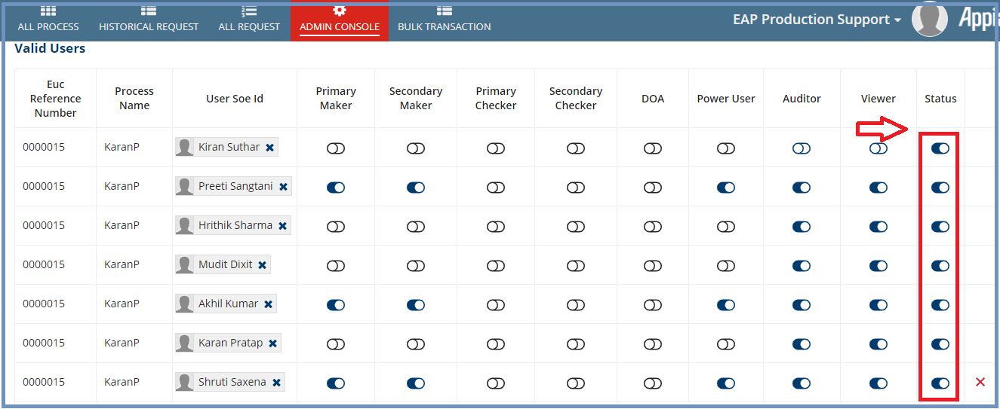 ALL PROCESS HISTORICAL REQUEST ALL REQUEST ADMIN CONSOLE BULK TRANSACTION EAP Production Support
Valid Users
Euc Reference Number Process Name User Soe Id Primary Maker Secondary Maker Primary Checker Secondary Checker DOA Power User Auditor Viewer Status
0000015 KaranP Kiran Suthar
0000015 KaranP Preeti Sangtani
0000015 KaranP Hrithik Sharma
0000015 KaranP Mudit Dixit
0000015 KaranP Akhil Kumar
0000015 KaranP Karan Pratap
0000015 KaranP Shruti Saxena